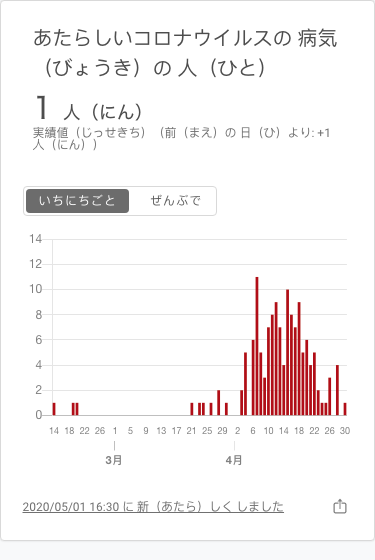 あたらしいコロナウイルスの 病気
（びょうき）の 人（ひと）
1 人（にん）
実績値（じっせきち）（前（まえ）の 日（ひ）より: +1
人（にん））
いちにちごと ぜんぶで
14
12
10
8
6
4
2
0
14 18 22 26 1 5 9 13 17 21 25 29 2 6 10 14 18 22 26 30
3月 4月
2020/05/01 16:30 に 新（あたら）しく しました